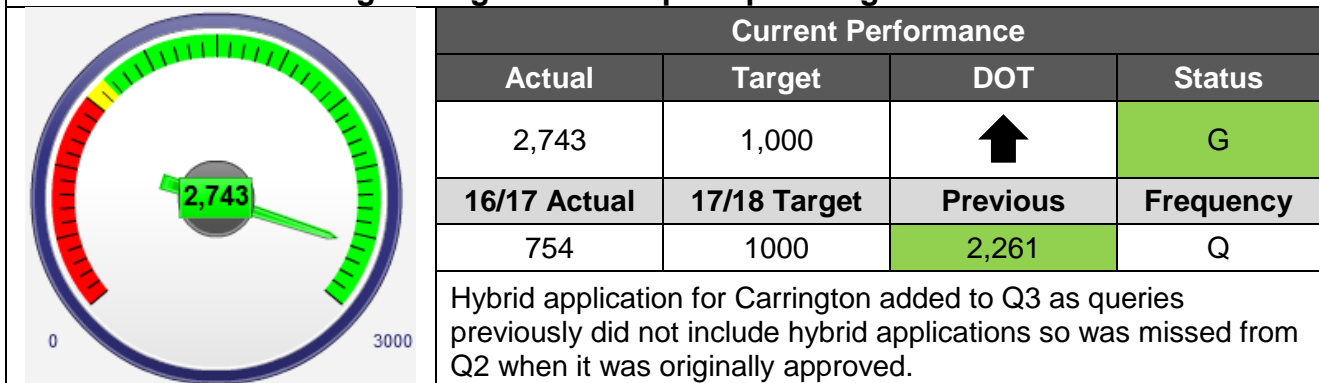 Current Performance
Actual Target DOT Status
2,743 1,000 G
16/17 Actual 17/18 Target Previous Frequency
754 1000 2,261 Q
Hybrid application for Carrington added to Q3 as queries
previously did not include hybrid applications so was missed from
Q2 when it was originally approved.
2,743
0 3000